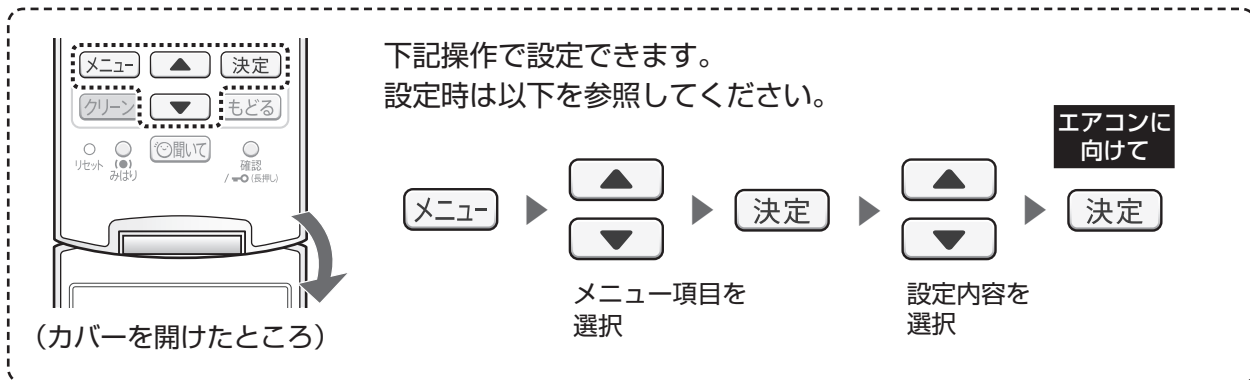 メニュー
決定
クリーン
もどる
リセット
みはり
聞いて
確認
/ (長押し)
(カバーを開けたところ)
下記操作で設定できます。
設定時は以下を参照してください。
メニュー
メニュー項目を
選択
決定
設定内容を
選択
エアコンに
向けて
決定